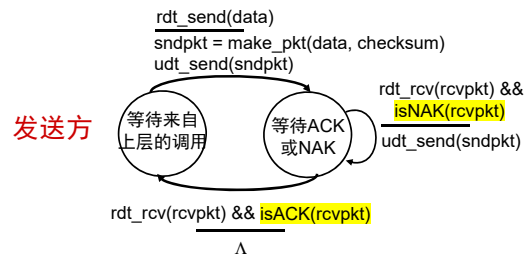 rdt_send(data)
sndpkt = make_pkt(data, checksum)
udt_send(sndpkt)
发送方
等待来自
上层的调用
等待ACK
或NAK
rdt_rcv(rcvpkt) &&
isNAK(rcvpkt)
udt_send(sndpkt)
rdt_rcv(rcvpkt) && isACK(rcvpkt)
Λ